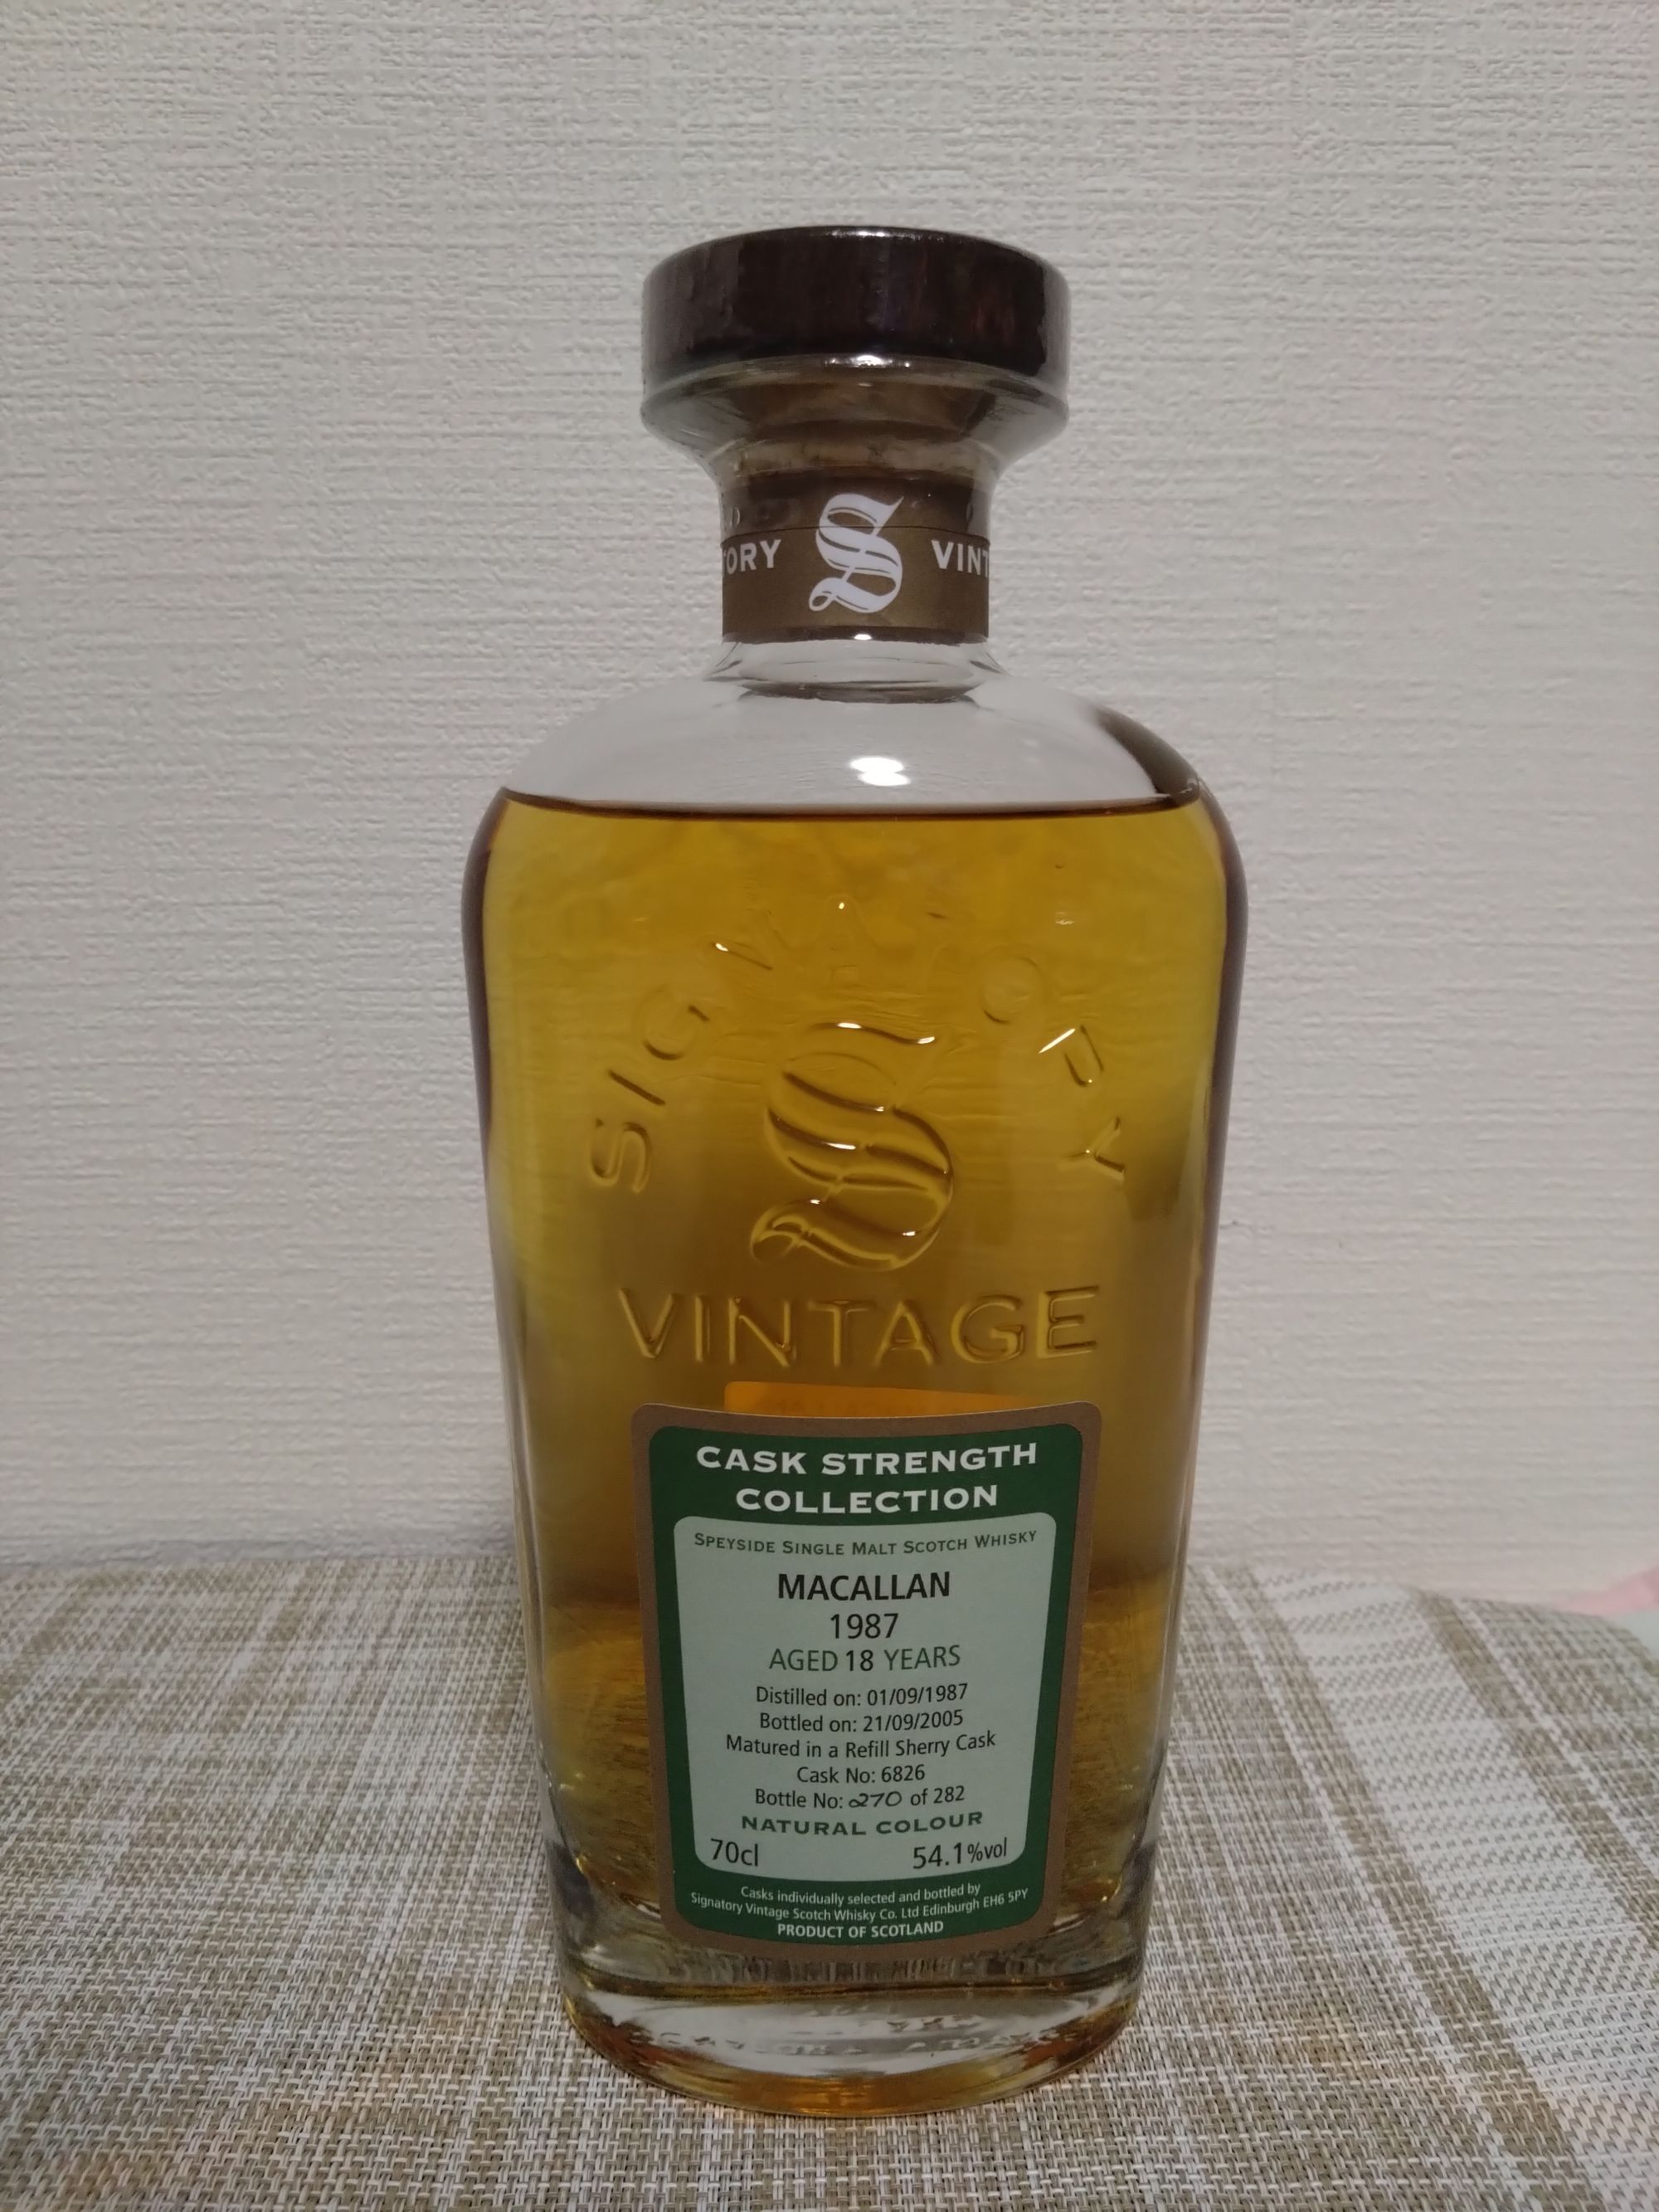 ORY S VINT
SIGNATORY
S
VINTAGE
CASK STRENGTH
COLLECTION
SPEYSIDE SINGLE MALT SCOTCH WHISKY
MACALLAN
1987
AGED 18 YEARS
Distilled on: 01/09/1987
Bottled on: 21/09/2005
Matured in a Refill Sherry Cask
Cask No: 6826
Bottle No: 270 of 282
NATURAL COLOUR
70cl 54.1%vol
Casks individually selected and bottled by
Signatory Vintage Scotch Whisky Co. Ltd Edinburgh EH6 5PY
PRODUCT OF SCOTLAND